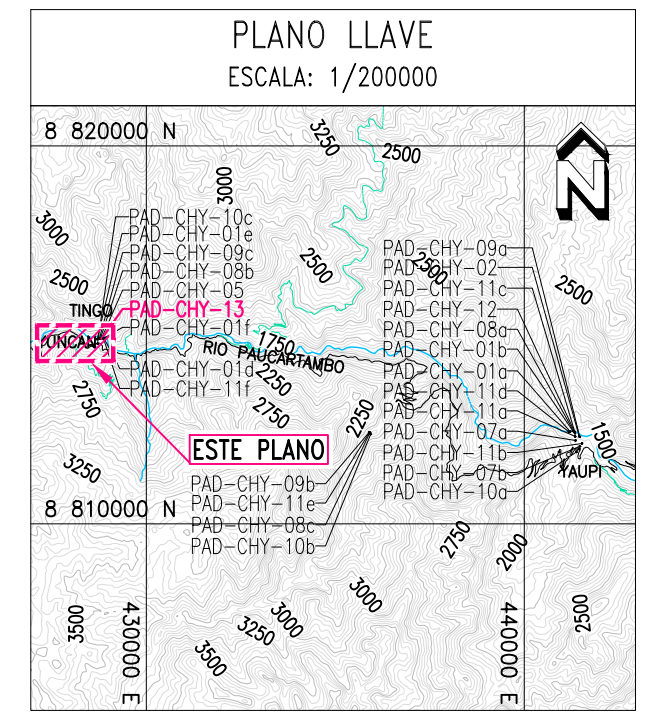 PLANO LLAVE
ESCALA: 1/200000
8 820000 N
3250
2500
N
3000
3000
PAD-CHY-10c
PAD-CHY-01e
PAD-CHY-09c
PAD-CHY-08b
PAD-CHY-05
PAD-CHY-13
PAD-CHY-01f
PAD-CHY-01d
PAD-CHY-11f
2500
TINGO
2500
2500
2500
PAD-CHY-09a
PAD-CHY-02
PAD-CHY-11c
PAD-CHY-12
PAD-CHY-08a
PAD-CHY-01b
PAD-CHY-01a
PAD-CHY-11d
PAD-CHY-11a
PAD-CHY-07a
PAD-CHY-11b
PAD-CHY-07b
PAD-CHY-10a
1750
RIO PAUCARTAMBO
2250
2750
2750
2250
1500
YAUPI
ESTE PLANO
3250
PAD-CHY-09b
PAD-CHY-11e
PAD-CHY-08c
PAD-CHY-10b
8 810000 N
2750
2000
3500
430000 E
3250
3000
3000
3500
440000 E
2500